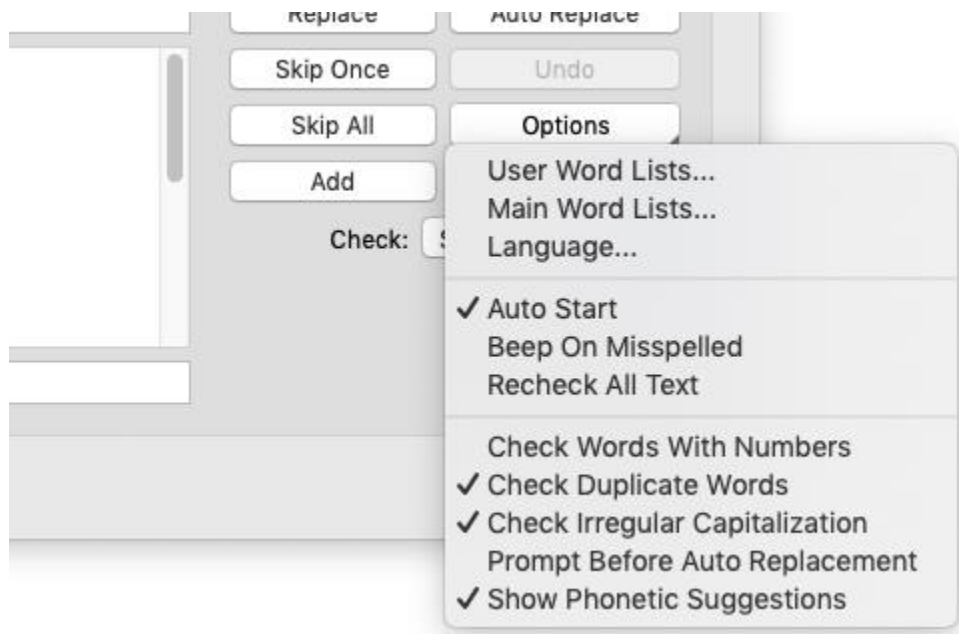 Replace Auto Replace
Skip Once Undo
Skip All Options
Add
Check:
User Word Lists...
Main Word Lists...
Language...
Auto Start
Beep On Misspelled
Recheck All Text
Check Words With Numbers
Check Duplicate Words
Check Irregular Capitalization
Prompt Before Auto Replacement
Show Phonetic Suggestions